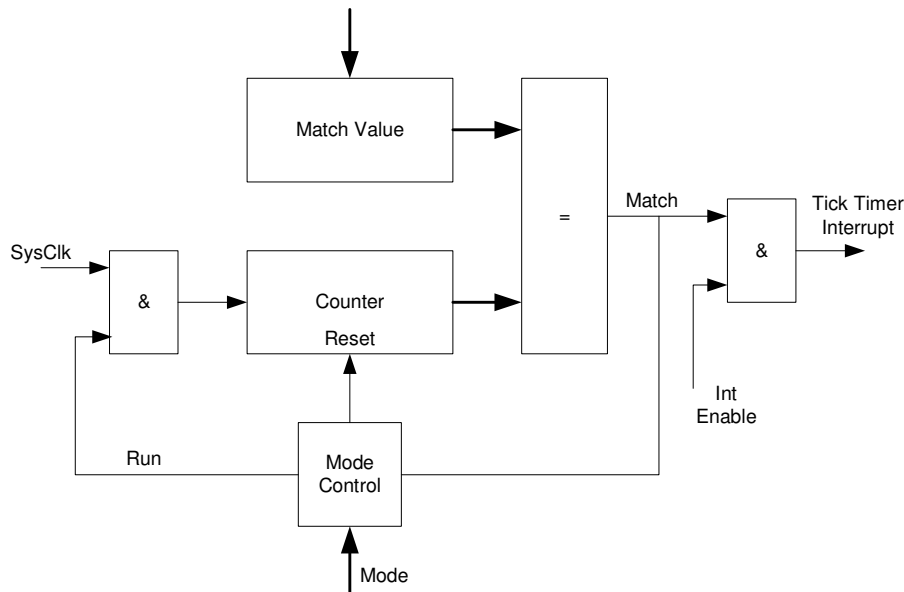 Match Value
=
Match
Tick Timer
Interrupt
SysClk
&
&
Counter
Reset
Int
Enable
Run
Mode
Control
Mode